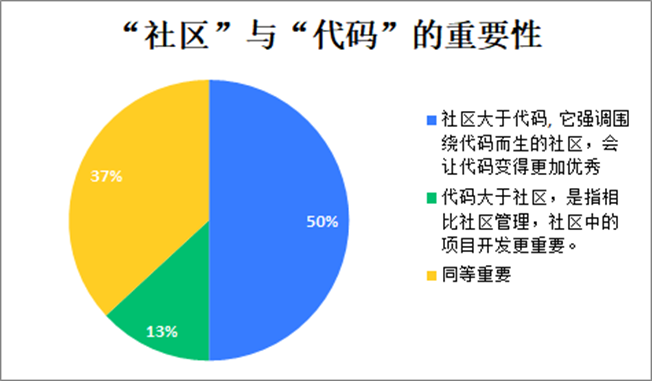 “社区”与“代码”的重要性
37%
50%
13%
社区大于代码, 它强调围
绕代码而生的社区，会
让代码变得更加优秀
代码大于社区，是指相
比社区管理，社区中的
项目开发更重要。
同等重要